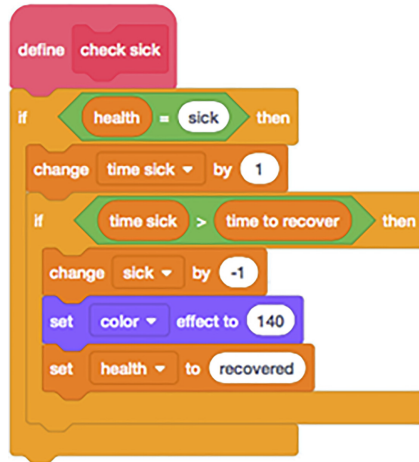 define check sick
if health = sick then
change time sick by 1
if time sick > time to recover then
change sick by -1
set color effect to 140
set health to recovered